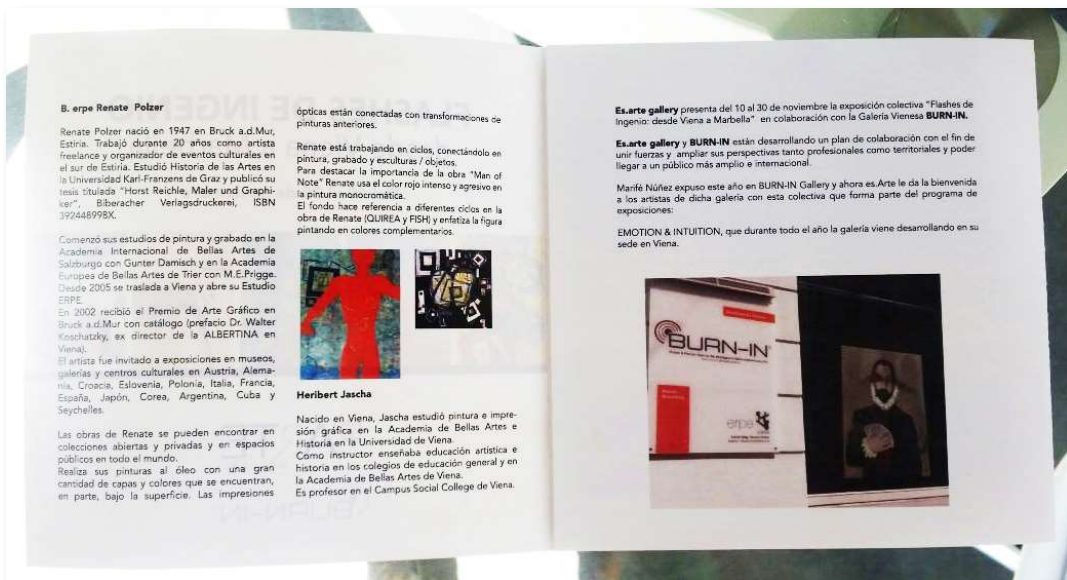 B. erpe Renate Polzer
Renate Polzer nació en 1947 en Bruck a.d.Mur,
Estiria. Trabajó durante 20 años como artista
freelance y organizador de eventos culturales en
el sur de Estiria. Estudió Historia de las Artes en
la Universidad Karl-Franzens de Graz y publicó su
tesis titulada "Horst Reichle, Maler und Graphi-
ker", Biberacher Verlagsdruckerei, ISBN
392448998X.
Comenzó sus estudios de pintura y grabado en la
Academia Internacional de Bellas Artes de
Salzburgo con Gunter Damisch y en la Academia
Europea de Bellas Artes de Trier con M.E.Prigge.
Desde 2005 se traslada a Viena y abre su Estudio
ERPE.
En 2002 recibió el Premio de Arte Gráfico en
Bruck a.d.Mur con catálogo (prefacio Dr. Walter
Koschatzky, ex director de la ALBERTINA en
Viena).
El artista fue invitado a exposiciones en museos,
galerías y centros culturales en Austria, Alema-
nia, Croacia, Eslovenia, Polonia, Italia, Francia,
España, Japón, Corea, Argentina, Cuba y
Seychelles.
Las obras de Renate se pueden encontrar en
colecciones abiertas y privadas y en espacios
públicos en todo el mundo.
Realiza sus pinturas al óleo con una gran
cantidad de capas y colores que se encuentran,
en parte, bajo la superficie. Las impresiones
ópticas están conectadas con transformaciones de
pinturas anteriores.
Renate está trabajando en ciclos, conectándolo en
pintura, grabado y esculturas / objetos.
Para destacar la importancia de la obra "Man of
Note" Renate usa el color rojo intenso y agresivo en
la pintura monocromática.
El fondo hace referencia a diferentes ciclos en la
obra de Renate (QUIREA y FISH) y enfatiza la figura
pintando en colores complementarios.
Heribert Jascha
Nacido en Viena, Jascha estudió pintura e impre-
sión gráfica en la Academia de Bellas Artes e
Historia en la Universidad de Viena.
Como instructor enseñaba educación artística e
historia en los colegios de educación general y en
la Academia de Bellas Artes de Viena.
Es profesor en el Campus Social College de Viena.
Es.arte gallery presenta del 10 al 30 de noviembre la exposición colectiva "Flashes de
Ingenio: desde Viena a Marbella" en colaboración con la Galería Vienesa BURN-IN.
Es.arte gallery y BURN-IN están desarrollando un plan de colaboración con el fin de
unir fuerzas y ampliar sus perspectivas tanto profesionales como territoriales y poder
llegar a un público más amplio e internacional.
Marifé Núñez expuso este año en BURN-IN Gallery y ahora es.Arte le da la bienvenida
a los artistas de dicha galería con esta colectiva que forma parte del programa de
exposiciones:
EMOTION & INTUITION, que durante todo el año la galería viene desarrollando en su
sede en Viena.
BURN-IN
erpe